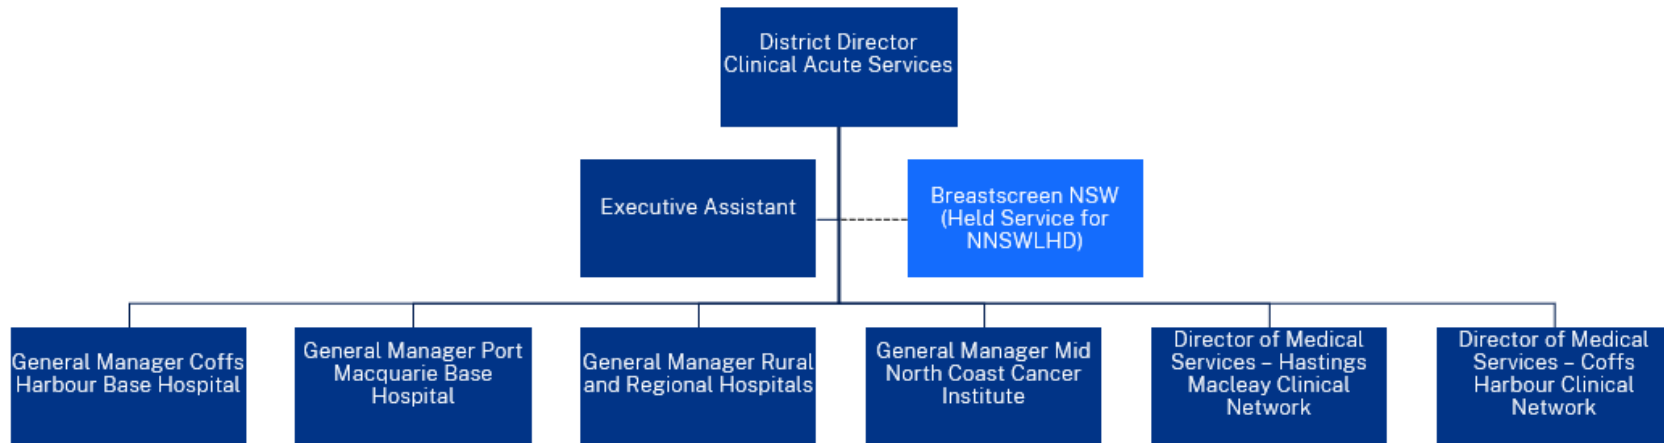 District Director
Clinical Acute Services
Executive Assistant
Breastscreen NSW
(Held Service for
NNSWLHD)
General Manager Coffs
Harbour Base Hospital
General Manager Port
Macquarie Base
Hospital
General Manager Rural
and Regional Hospitals
General Manager Mid
North Coast Cancer
Institute
Director of Medical
Services – Hastings
Macleay Clinical
Network
Director of Medical
Services – Coffs
Harbour Clinical
Network